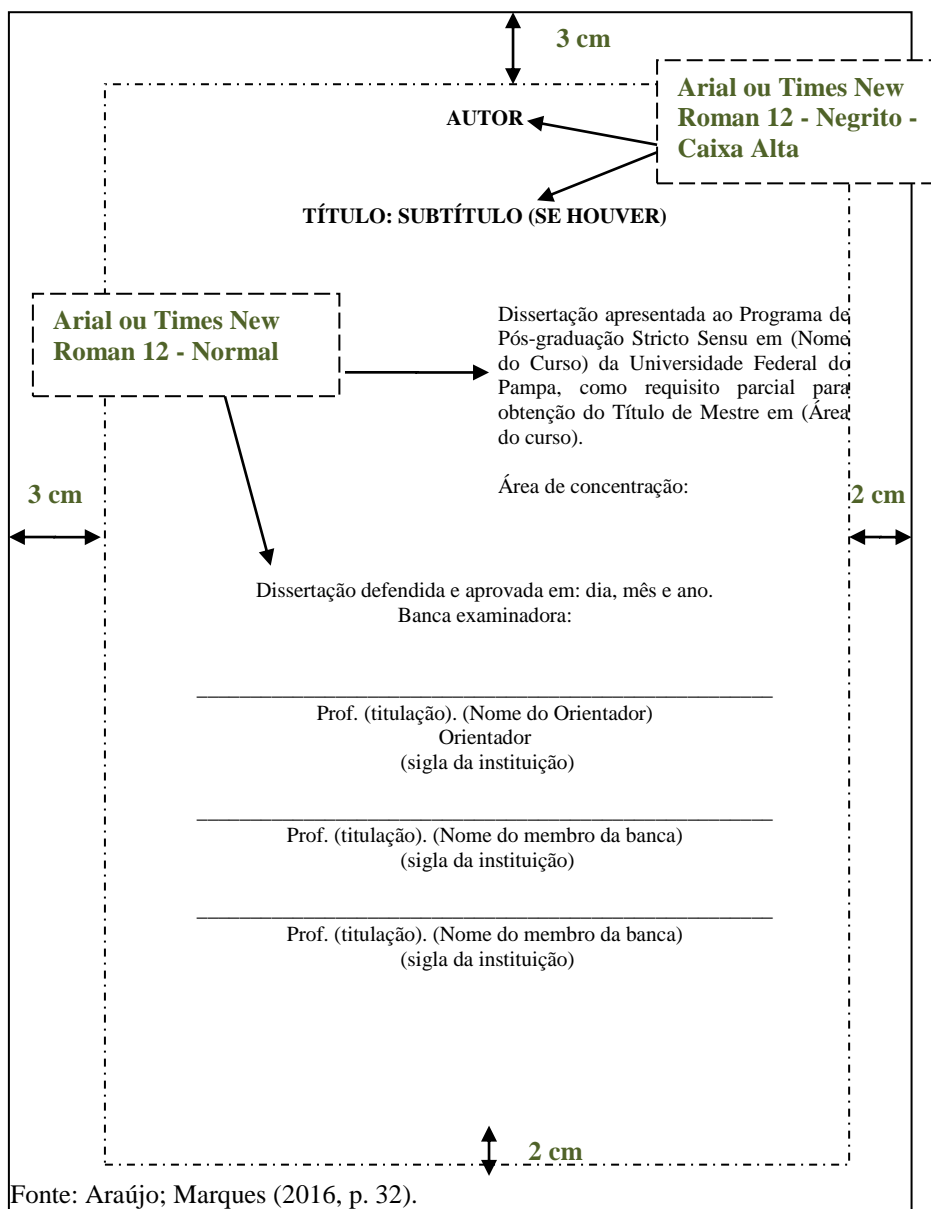 3 cm
Arial ou Times New
Roman 12 - Negrito -
Caixa Alta
AUTOR
TÍTULO: SUBTÍTULO (SE HOUVER)
Arial ou Times New
Roman 12 - Normal
Dissertação apresentada ao Programa de
Pós-graduação Stricto Sensu em (Nome
do Curso) da Universidade Federal do
Pampa, como requisito parcial para
obtenção do Título de Mestre em (Área
do curso).
Área de concentração:
3 cm
2 cm
Dissertação defendida e aprovada em: dia, mês e ano.
Banca examinadora:
Prof. (titulação). (Nome do Orientador)
Orientador
(sigla da instituição)
Prof. (titulação). (Nome do membro da banca)
(sigla da instituição)
Prof. (titulação). (Nome do membro da banca)
(sigla da instituição)
2 cm
Fonte: Araújo; Marques (2016, p. 32).